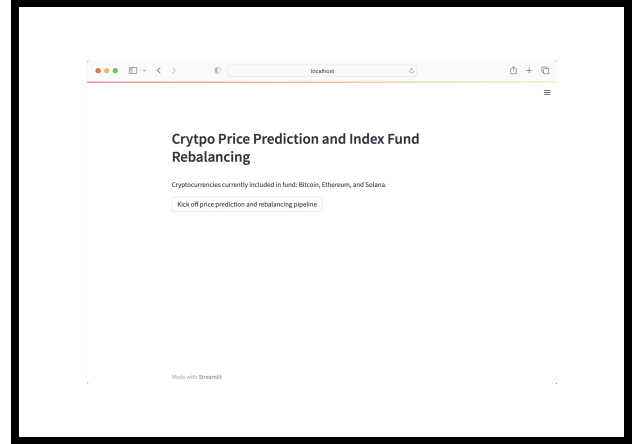 localhost
Crytpo Price Prediction and Index Fund
Rebalancing
Cryptocurrencies currently included in fund: Bitcoin, Ethereum, and Solana.
Kick off price prediction and rebalancing pipeline
Made with Streamlit